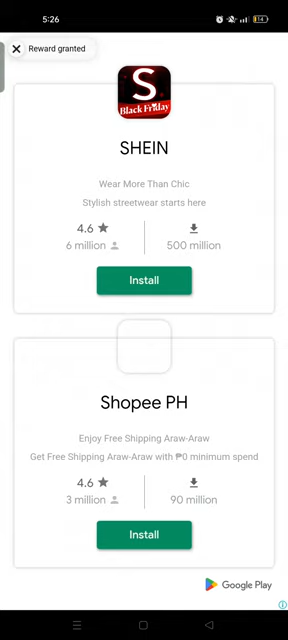 5:26
14
Reward granted
S
Black Friday
SHEIN
Wear More Than Chic
Stylish streetwear starts here
4.6
6 million
500 million
Install
Shopee PH
Enjoy Free Shipping Araw-Araw
Get Free Shipping Araw-Araw with ₱0 minimum spend
4.6
3 million
90 million
Install
Google Play